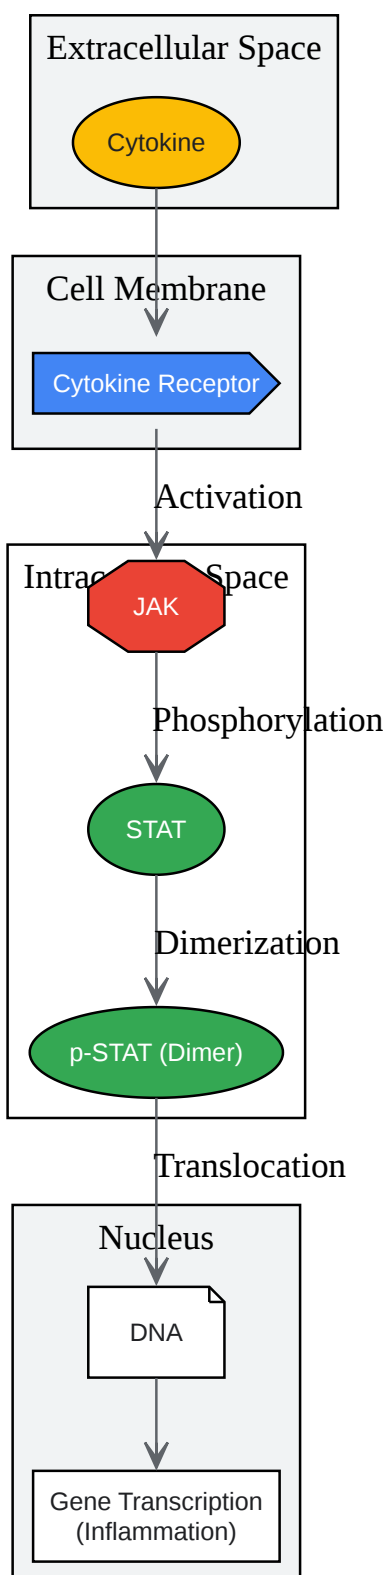 Extracellular Space
Cytokine
Cell Membrane
Cytokine Receptor
Activation
Space
JAK
Phosphorylation
STAT
Dimerization
p-STAT (Dimer)
Translocation
Nucleus
DNA
Gene Transcription
(Inflammation)